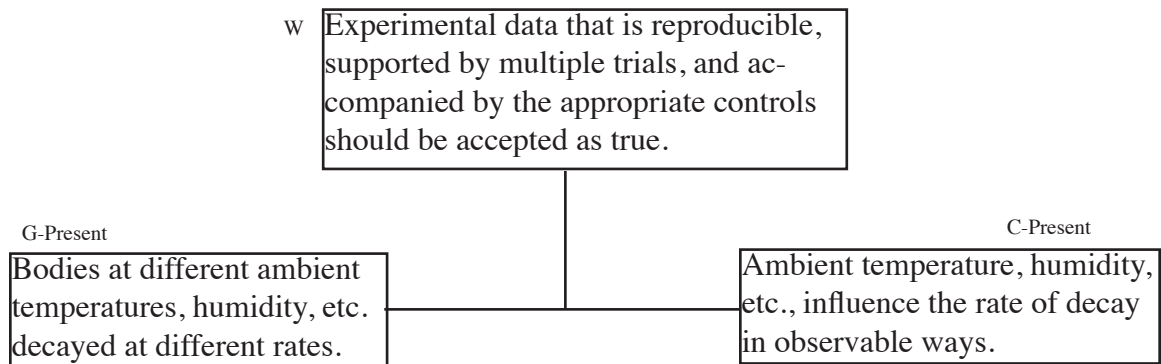 W
Experimental data that is reproducible,
supported by multiple trials, and ac-
companied by the appropriate controls
should be accepted as true.
G-Present
Bodies at different ambient
temperatures, humidity, etc.
decayed at different rates.
C-Present
Ambient temperature, humidity,
etc., influence the rate of decay
in observable ways.